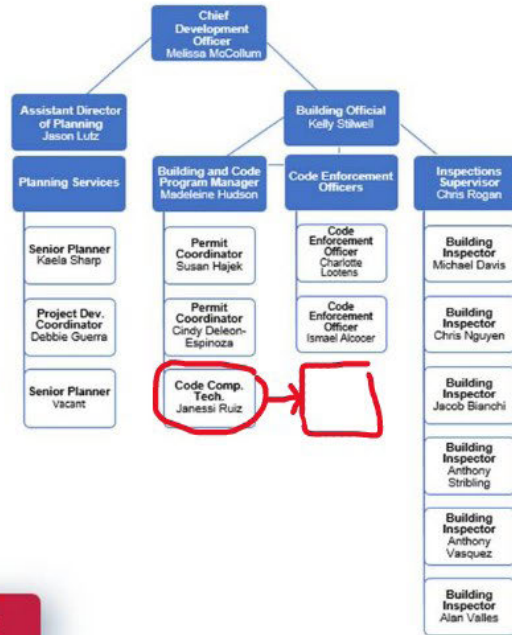 Chief
Development
Officer
Melissa McCollum
Assistant Director
of Planning
Jason Lutz
Building Official
Kelly Stilwell
Planning Services
Building and Code
Program Manager
Madeleine Hudson
Code Enforcement
Officers
Inspections
Supervisor
Chris Rogan
Senior Planner
Kaela Sharp
Project Dev.
Coordinator
Debbie Guerra
Senior Planner
Vacant
Permit
Coordinator
Susan Hajek
Permit
Coordinator
Cindy Deleon-
Espinoza
Code Comp.
Tech.
Janessi Ruiz
Code
Enforcement
Officer
Charlotte
Lootens
Code
Enforcement
Officer
Ismael Alcocer
Building
Inspector
Michael Davis
Building
Inspector
Chris Nguyen
Building
Inspector
Jacob Bianchi
Building
Inspector
Anthony
Stribling
Building
Inspector
Anthony
Vasquez
Building
Inspector
Alan Valles